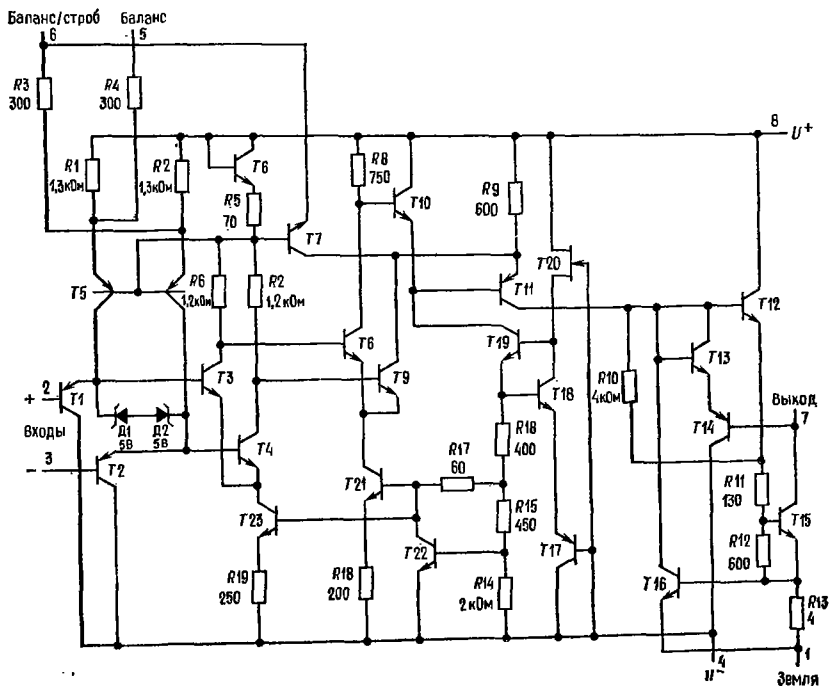 Баланс/строб Баланс
6 5
R3
300
R4
300
8 U+
R1
1,3кОм
R2
1,3кОм
T6
R5
70
R8
750
T10
R9
600
T7
T20
T5
R6
1,2кОм
R2
1,2кОм
T11
T12
T6
T19
T13
R10
4кОм
+ 2 T1
T3
T9
T18
Выход
7
T14
Д1
5В
Д2
5В
Входы
T4
R17
60
R18
400
- 3 T2
T21
R11
130
T15
R15
450
T23
T22
T17
R12
600
T16
R19
250
R18
200
R14
2кОм
R13
4
4
U-
1
Земля